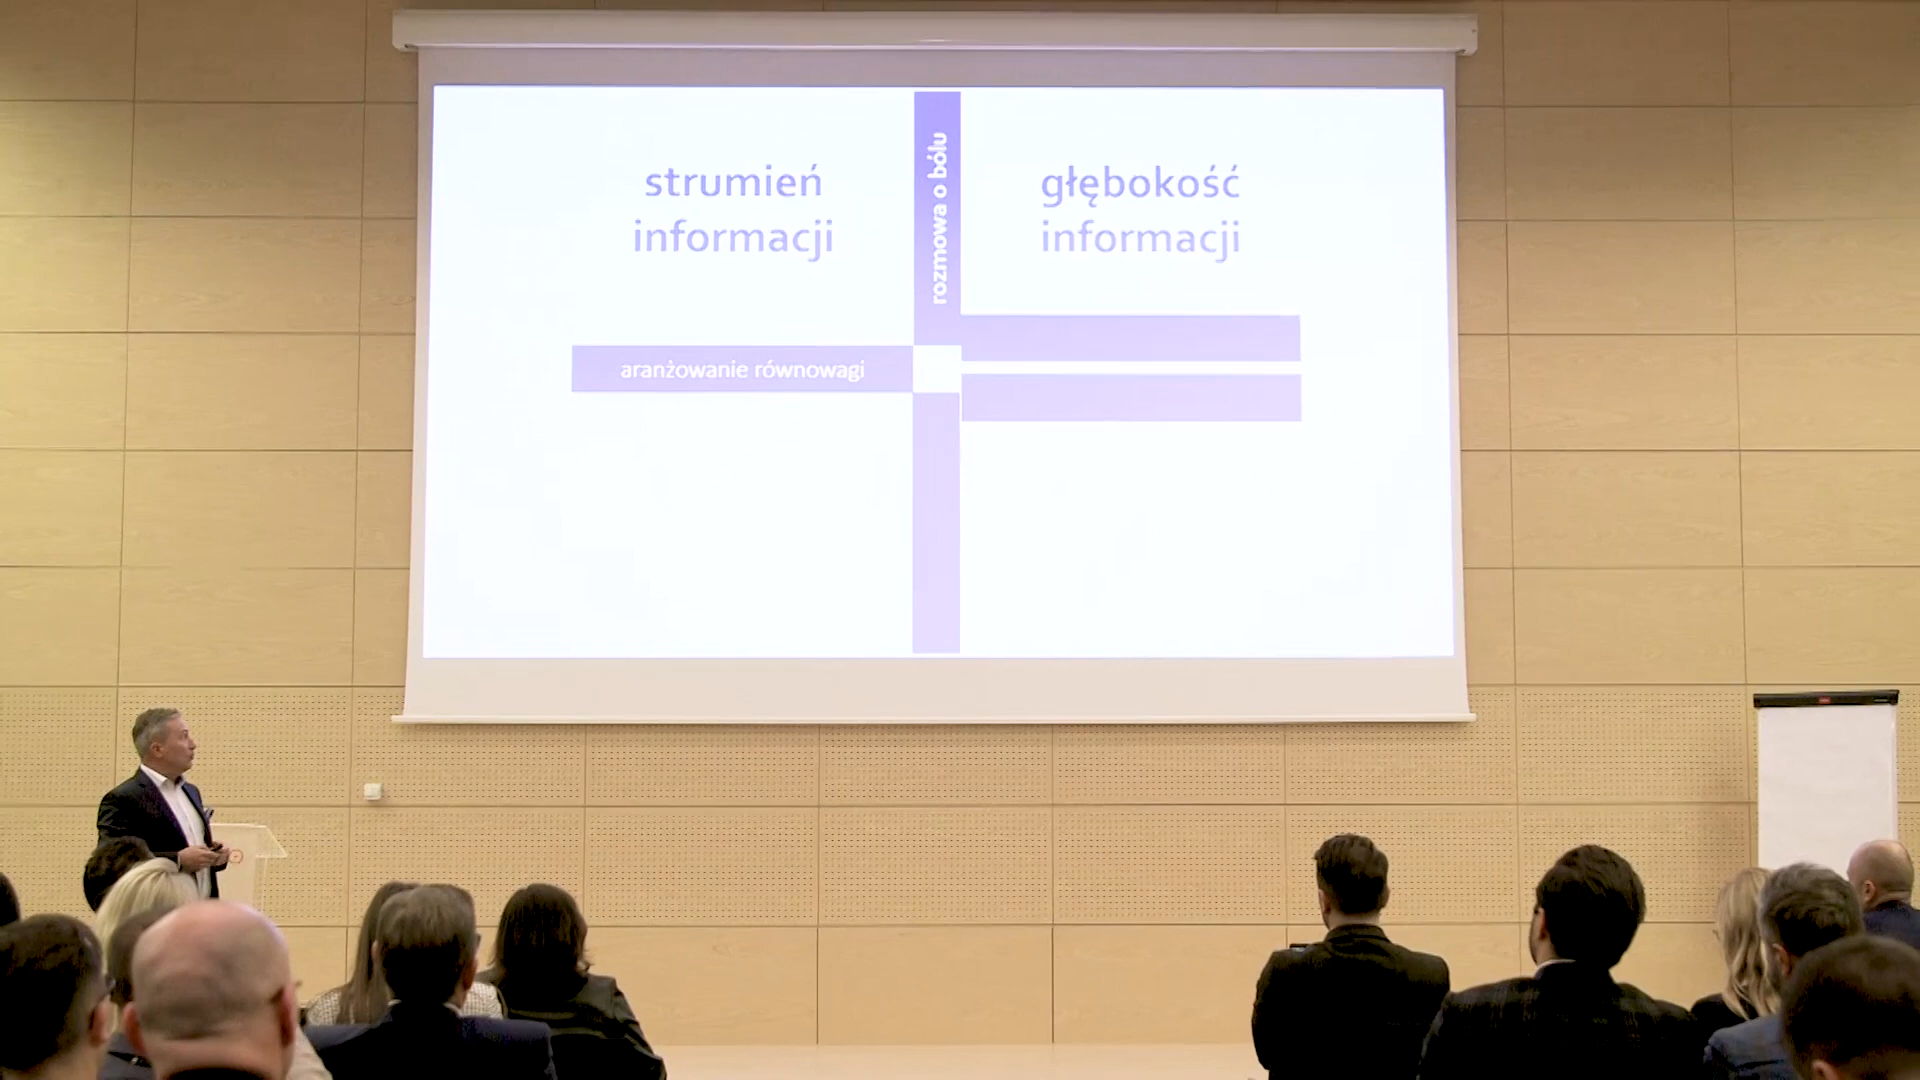 strumień
informacji
rozmowa o bólu
głębokość
informacji
aranżowanie równowagi